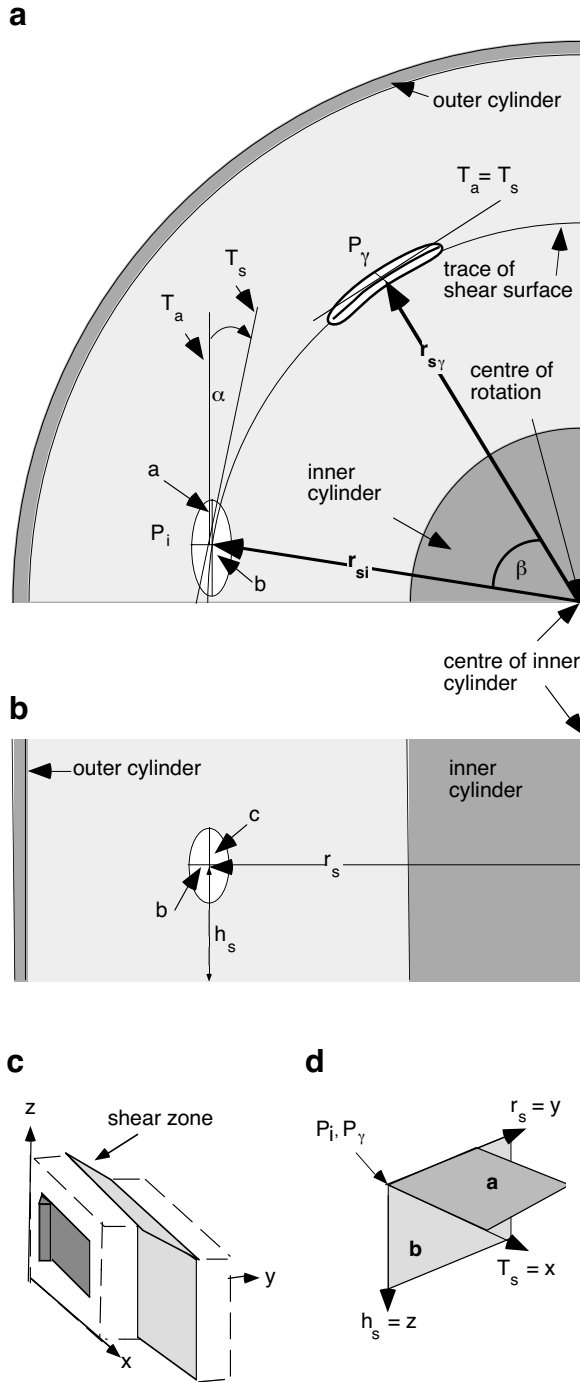 a
outer cylinder
T_a = T_s
P_γ
trace of
shear surface
T_s
T_a
r_sγ
centre of
rotation
α
a
inner
cylinder
P_i
r_si
β
b
centre of inner
cylinder
b
outer cylinder
inner
cylinder
c
r_s
b
h_s
c
d
z
shear zone
r_s = y
P_i, P_γ
a
b
y
T_s = x
x
h_s = z